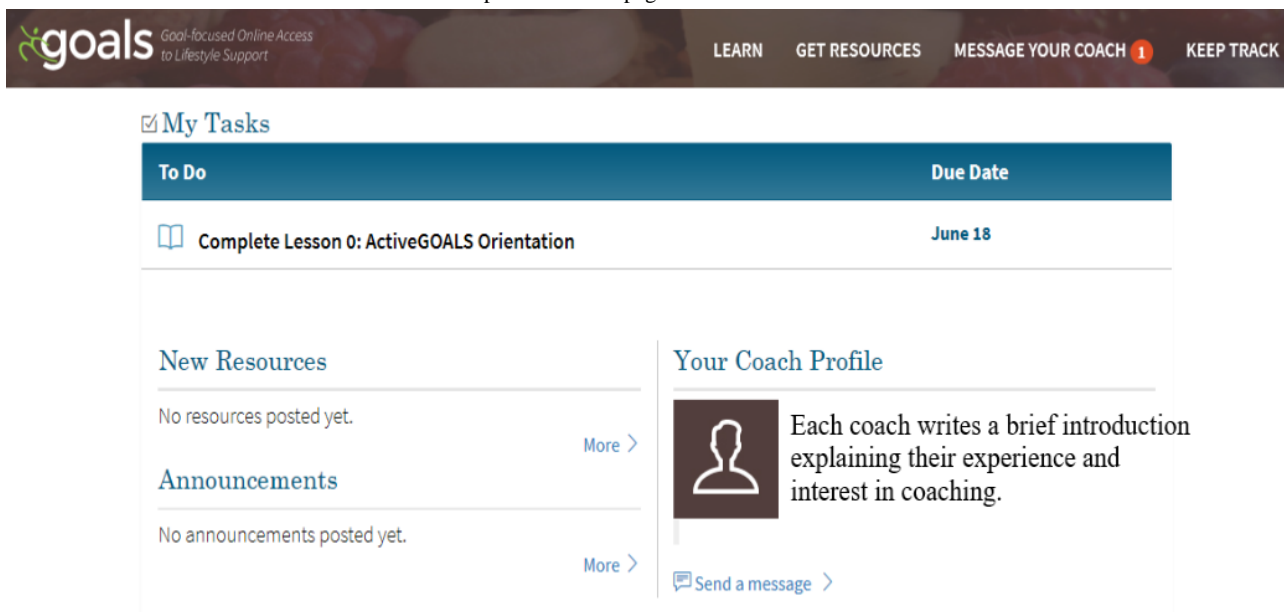 goals Goal-focused Online Access
to Lifestyle Support
LEARN GET RESOURCES MESSAGE YOUR COACH 1 KEEP TRACK
My Tasks
To Do Due Date
Complete Lesson 0: ActiveGOALS Orientation June 18
New Resources
No resources posted yet.
More >
Announcements
No announcements posted yet.
More >
Your Coach Profile
Each coach writes a brief introduction
explaining their experience and
interest in coaching.
Send a message >